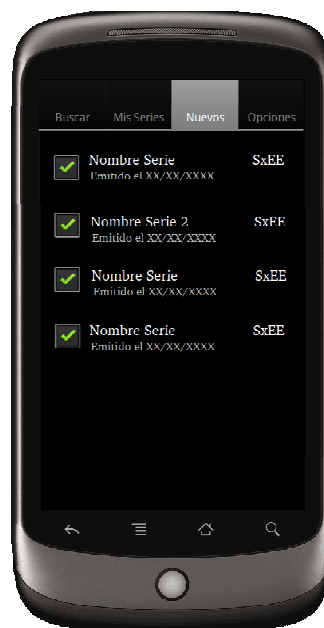 Buscar Mis Series Nuevos Opciones
Nombre Serie SxEE
Emitido el XX/XX/XXXX
Nombre Serie 2 SxEE
Emitido el XX/XX/XXXX
Nombre Serie SxEE
Emitido el XX/XX/XXXX
Nombre Serie SxEE
Emitido el XX/XX/XXXX